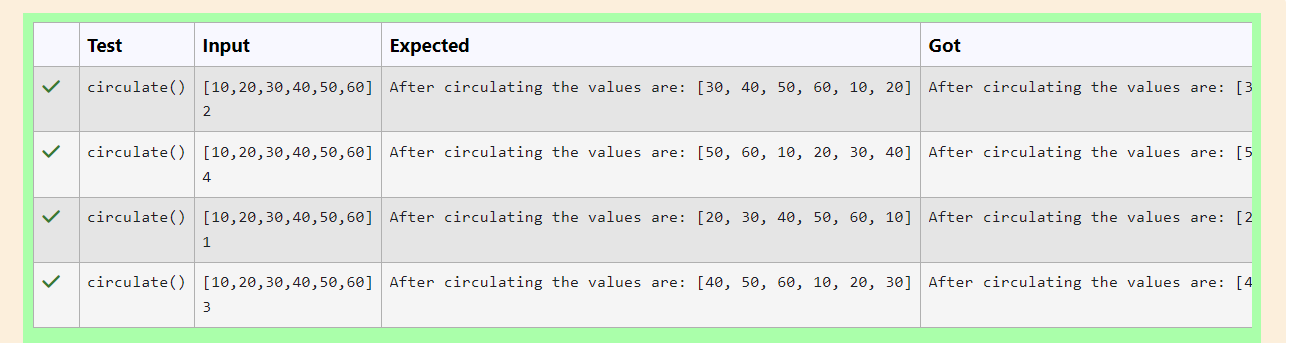 Test Input Expected Got
circulate() [10,20,30,40,50,60] After circulating the values are: [30, 40, 50, 60, 10, 20] After circulating the values are: [3
2
circulate() [10,20,30,40,50,60] After circulating the values are: [50, 60, 10, 20, 30, 40] After circulating the values are: [5
4
circulate() [10,20,30,40,50,60] After circulating the values are: [20, 30, 40, 50, 60, 10] After circulating the values are: [2
1
circulate() [10,20,30,40,50,60] After circulating the values are: [40, 50, 60, 10, 20, 30] After circulating the values are: [4
3